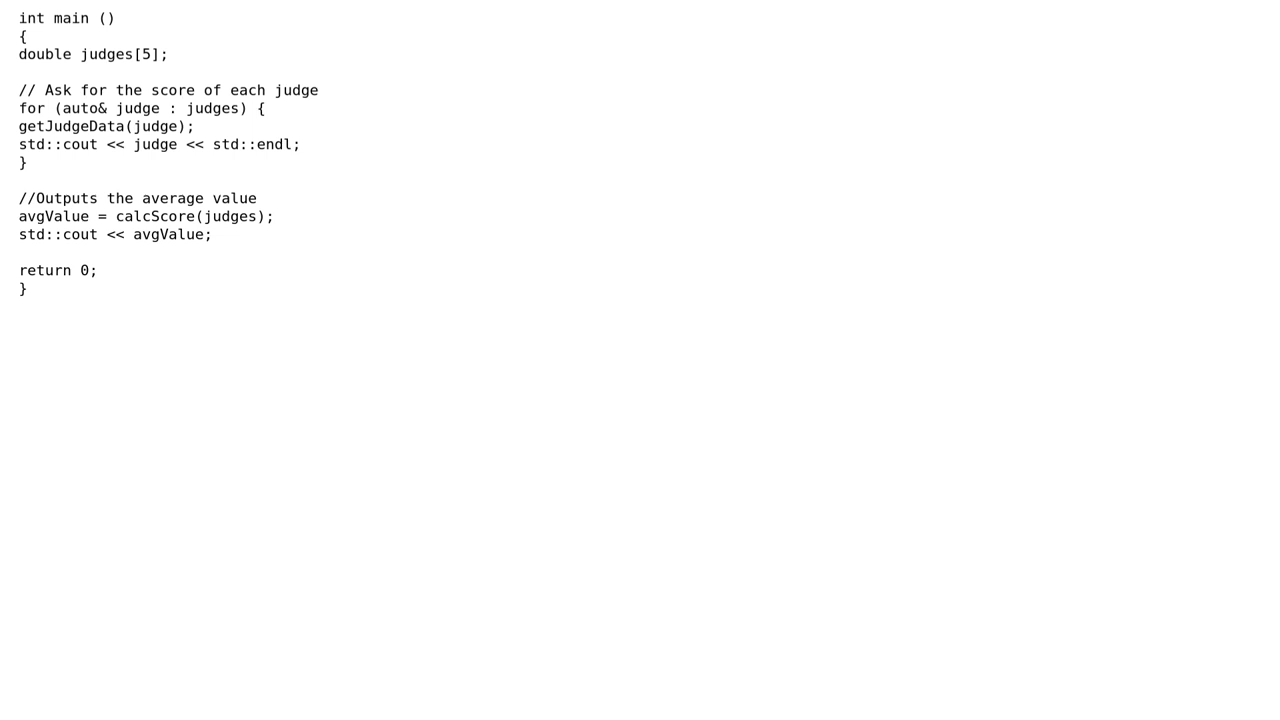 int main ()
{
double judges[5];

// Ask for the score of each judge
for (auto& judge : judges) {
getJudgeData(judge);
std::cout << judge << std::endl;
}

//Outputs the average value
avgValue = calcScore(judges);
std::cout << avgValue;

return 0;
}